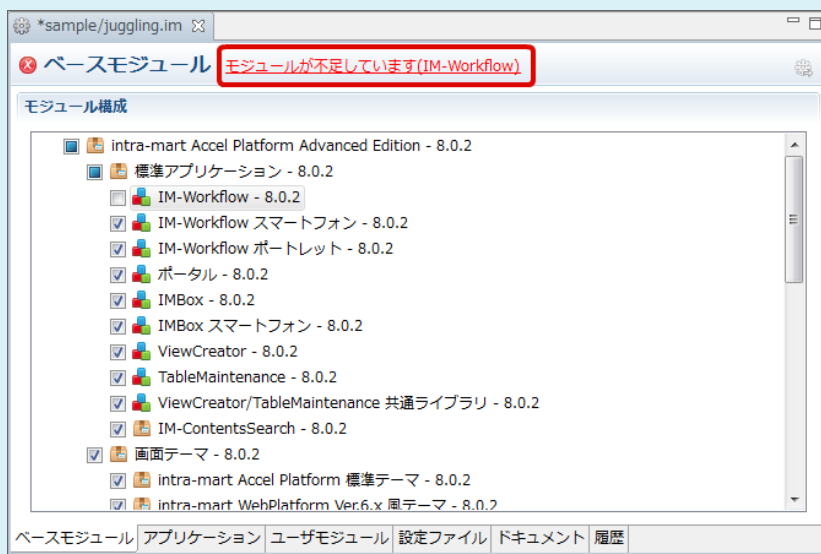 *sample/juggling.im
ベースモジュール モジュールが不足しています(IM-Workflow)
モジュール構成
intra-mart Accel Platform Advanced Edition - 8.0.2
標準アプリケーション - 8.0.2
IM-Workflow - 8.0.2
IM-Workflow スマートフォン - 8.0.2
IM-Workflow ポートレット - 8.0.2
ポータル - 8.0.2
IMBox - 8.0.2
IMBox スマートフォン - 8.0.2
ViewCreator - 8.0.2
TableMaintenance - 8.0.2
ViewCreator/TableMaintenance 共通ライブラリ - 8.0.2
IM-ContentsSearch - 8.0.2
画面テーマ - 8.0.2
intra-mart Accel Platform 標準テーマ - 8.0.2
intra-mart WebPlatform Ver.6.x 風テーマ - 8.0.2
ベースモジュール アプリケーション ユーザモジュール 設定ファイル ドキュメント 履歴